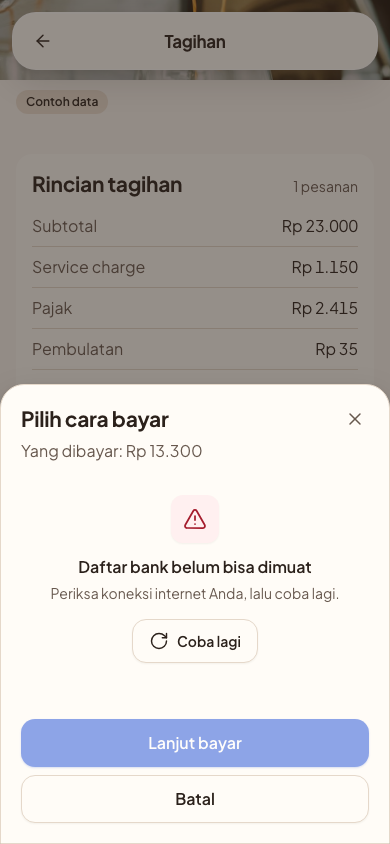 Tagihan
Contoh data
Rincian tagihan
1 pesanan
Subtotal
Rp 23.000
Service charge
Rp 1.150
Pajak
Rp 2.415
Pembulatan
Rp 35
Pilih cara bayar
Yang dibayar: Rp 13.300
Daftar bank belum bisa dimuat
Periksa koneksi internet Anda, lalu coba lagi.
Coba lagi
Lanjut bayar
Batal